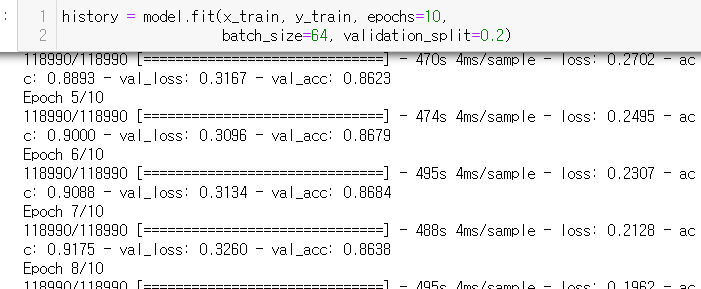 1 history = model.fit(x_train, y_train, epochs=10,
2 batch_size=64, validation_split=0.2)
118990/118990 [==============================] - 470s 4ms/sample - loss: 0.2702 - ac
c: 0.8893 - val_loss: 0.3167 - val_acc: 0.8623
Epoch 5/10
118990/118990 [==============================] - 474s 4ms/sample - loss: 0.2495 - ac
c: 0.9000 - val_loss: 0.3096 - val_acc: 0.8679
Epoch 6/10
118990/118990 [==============================] - 495s 4ms/sample - loss: 0.2307 - ac
c: 0.9088 - val_loss: 0.3134 - val_acc: 0.8684
Epoch 7/10
118990/118990 [==============================] - 488s 4ms/sample - loss: 0.2128 - ac
c: 0.9175 - val_loss: 0.3260 - val_acc: 0.8638
Epoch 8/10
118990/118990 [==============================] - 495s 4ms/sample - loss: 0.1962 - ac